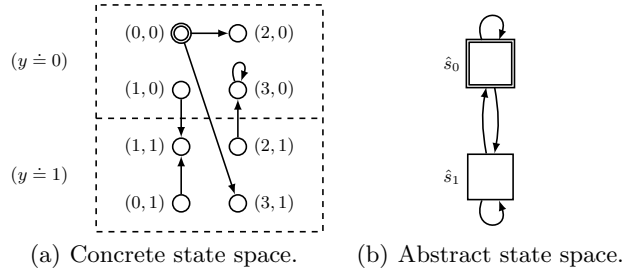 (y ≐ 0)
(0, 0) (2, 0)
(1, 0) (3, 0)
(y ≐ 1)
(1, 1) (2, 1)
(0, 1) (3, 1)
(a) Concrete state space.
ŝ₀
ŝ₁
(b) Abstract state space.